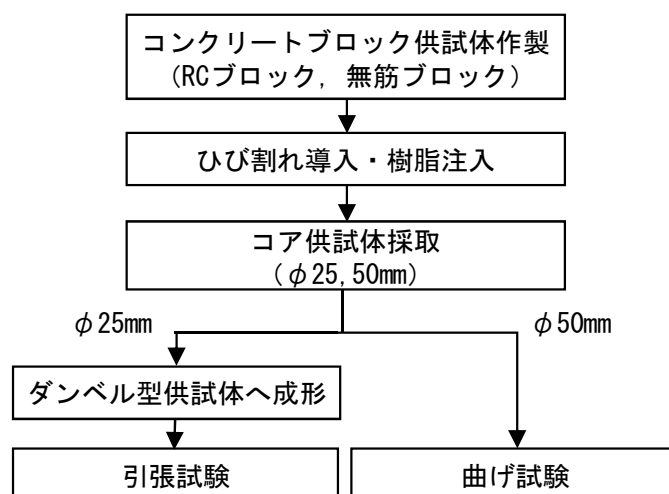 コンクリートブロック供試体作製
(RCブロック, 無筋ブロック)
ひび割れ導入・樹脂注入
コア供試体採取
(φ25,50㎜)
φ25㎜
φ50㎜
ダンベル型供試体へ成形
引張試験
曲げ試験